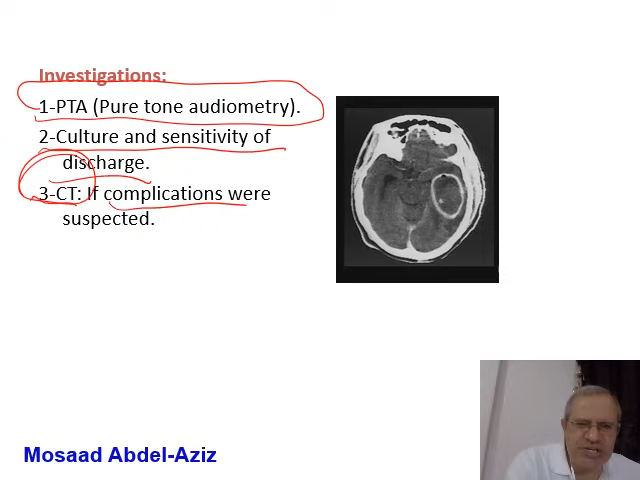 Investigations:
1-PTA (Pure tone audiometry).
2-Culture and sensitivity of
discharge.
3-CT: If complications were
suspected.
Mosaad Abdel-Aziz